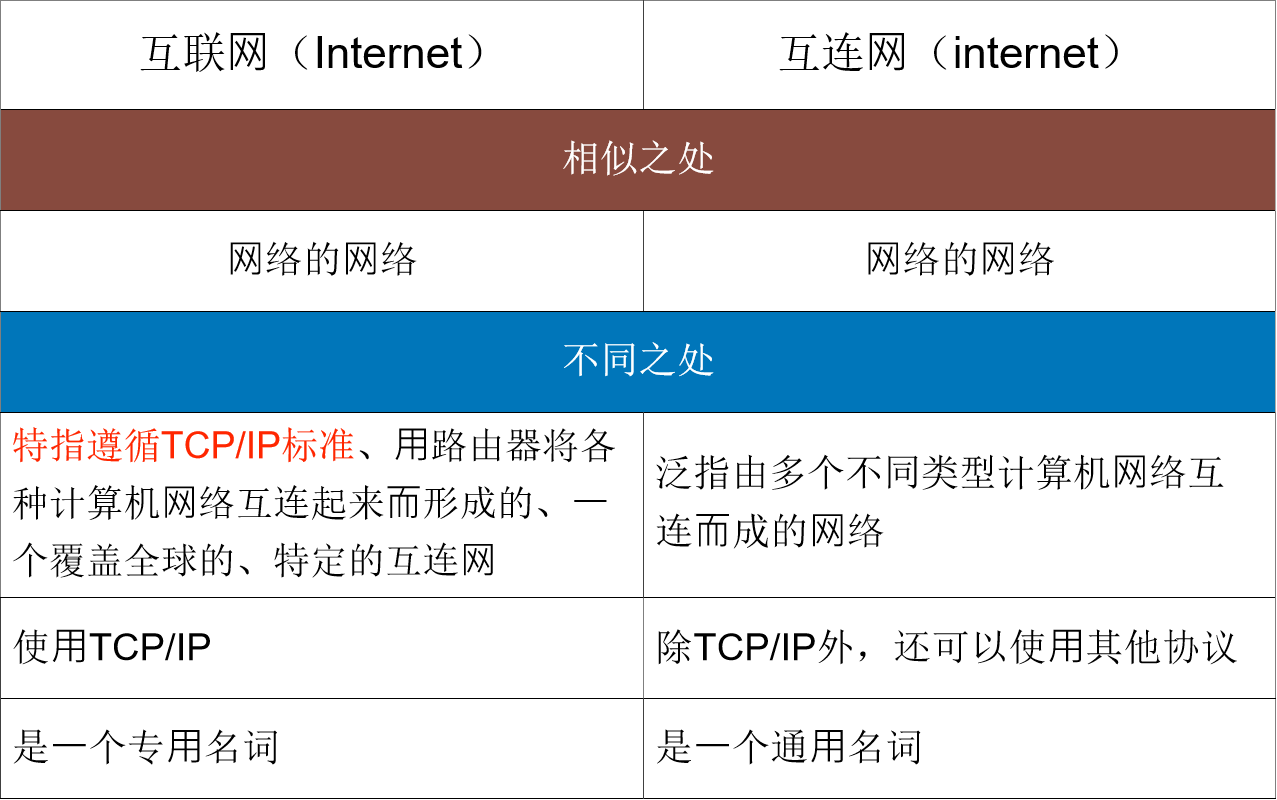 互联网（Internet）
互连网（internet）
相似之处
网络的网络
网络的网络
不同之处
特指遵循TCP/IP标准、用路由器将各
种计算机网络互连起来而形成的、一
个覆盖全球的、特定的互连网
泛指由多个不同类型计算机网络互
连而成的网络
使用TCP/IP
除TCP/IP外，还可以使用其他协议
是一个专用名词
是一个通用名词